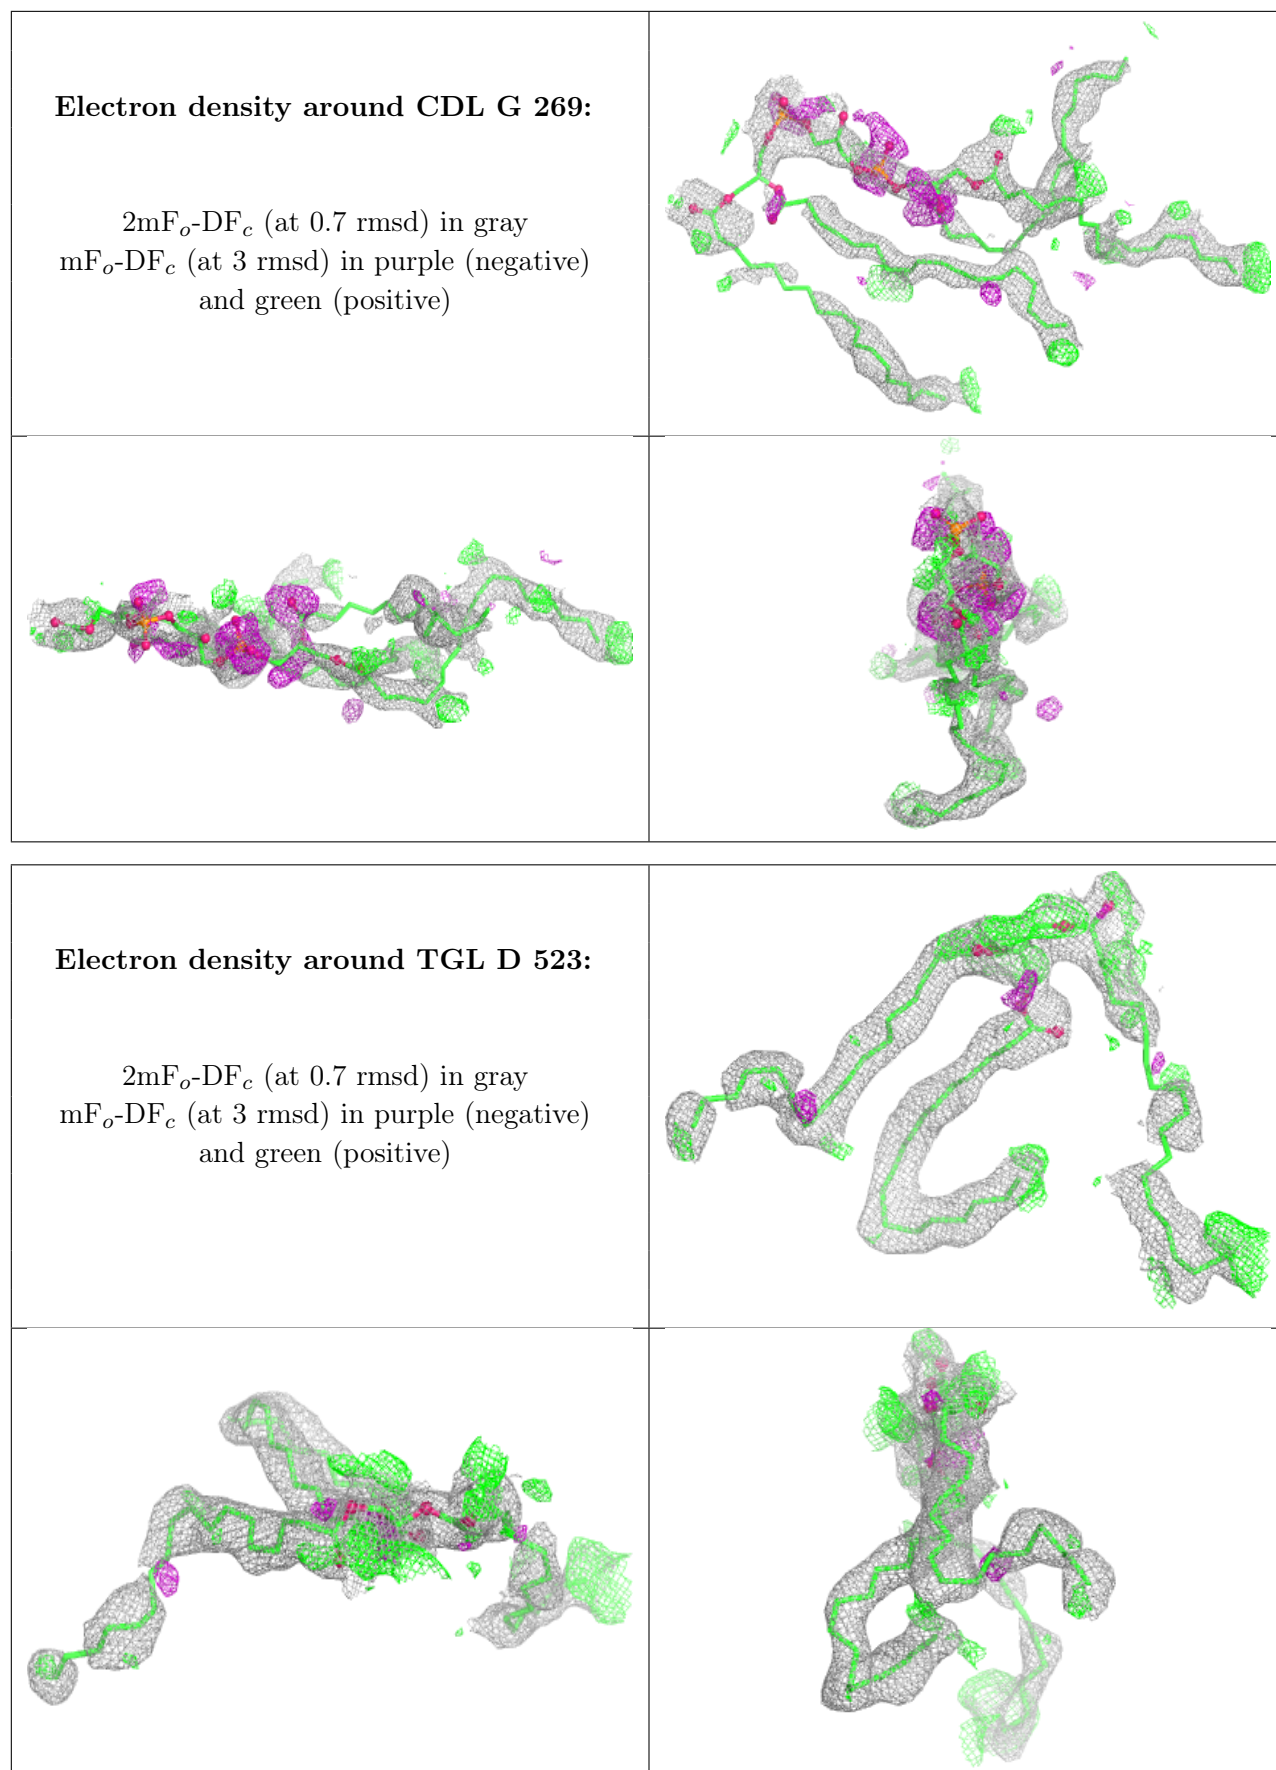 Electron density around CDL G 269:
2mFo-DFc (at 0.7 rmsd) in gray
mFo-DFc (at 3 rmsd) in purple (negative)
and green (positive)
Electron density around TGL D 523:
2mFo-DFc (at 0.7 rmsd) in gray
mFo-DFc (at 3 rmsd) in purple (negative)
and green (positive)